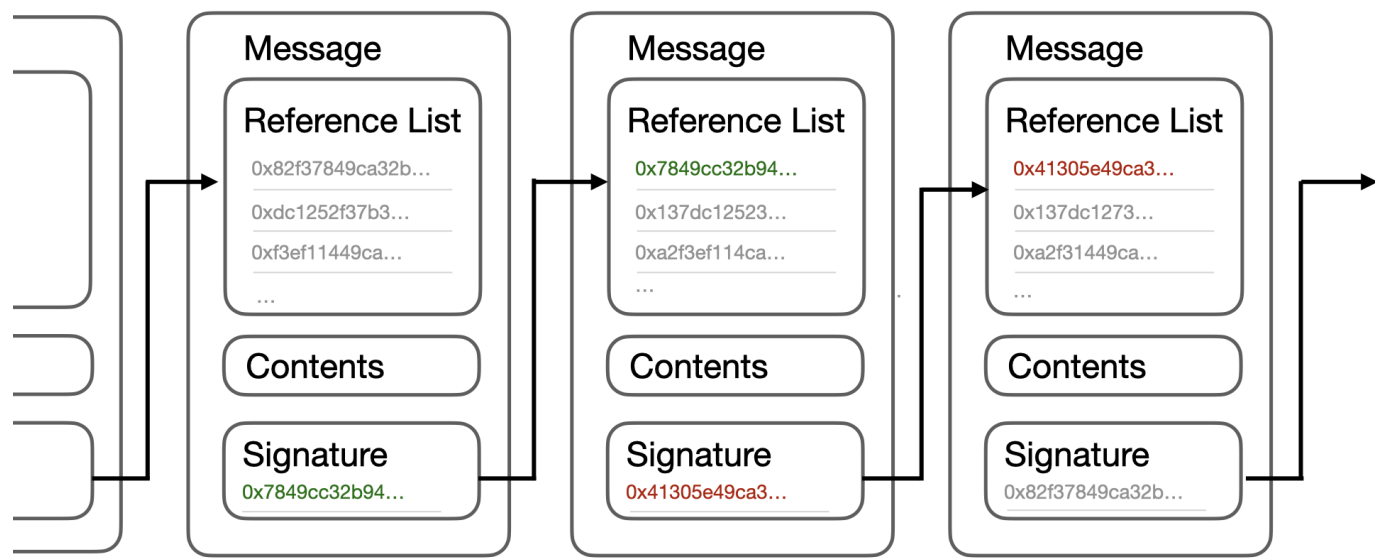 Message
Reference List
0x82f37849ca32b...
0xdc1252f37b3...
0xf3ef11449ca...
...
Contents
Signature
0x7849cc32b94...
Message
Reference List
0x7849cc32b94...
0x137dc12523...
0xa2f3ef114ca...
...
Contents
Signature
0x41305e49ca3...
Message
Reference List
0x41305e49ca3...
0x137dc1273...
0xa2f31449ca...
...
Contents
Signature
0x82f37849ca32b...